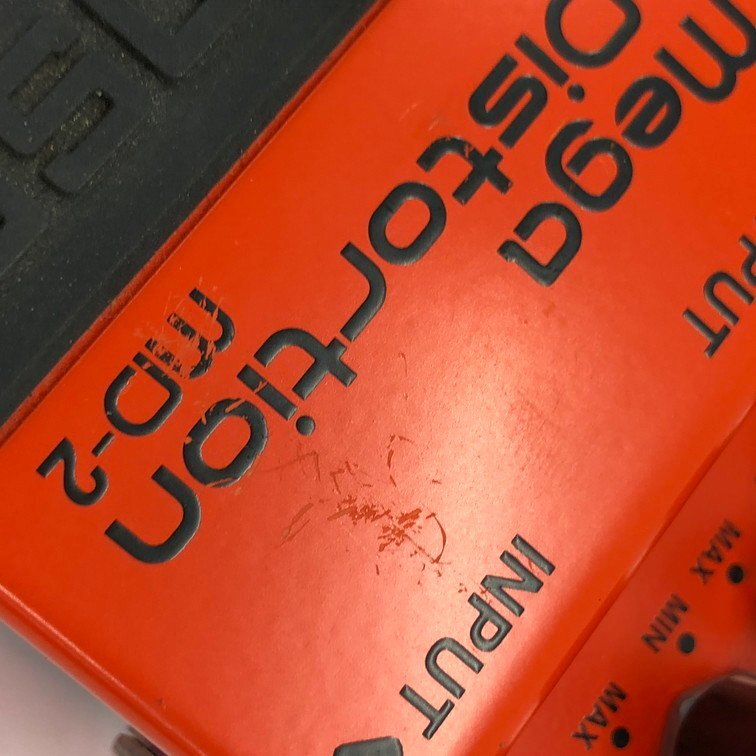 mega
Distortion
MD-2
INPUT
PUT
MAX
MIN
MAX